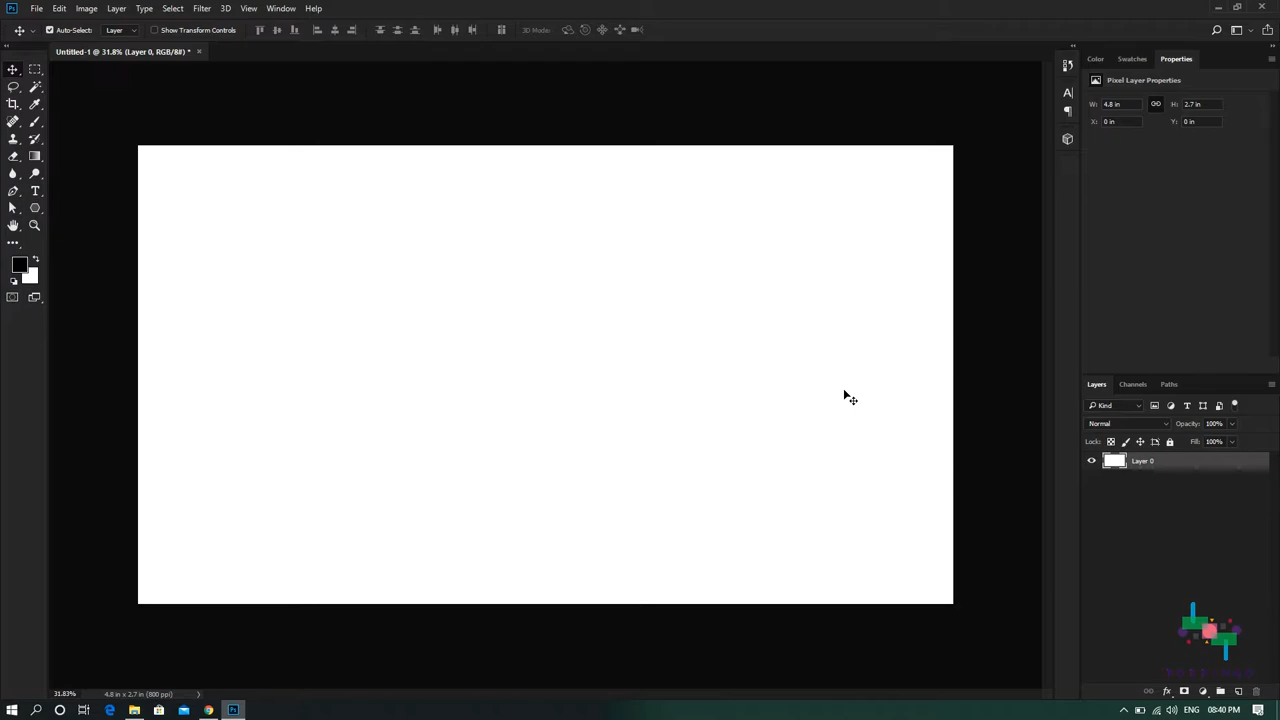 Ps File Edit Image Layer Type Select Filter 3D View Window Help
Auto-Select: Layer Show Transform Controls 3D Mode:
Untitled-1 @ 31.8% (Layer 0, RGB/8#) * ×
Color Swatches Properties
Pixel Layer Properties
W: 4.8 in H: 2.7 in
X: 0 in Y: 0 in
Layers Channels Paths
Kind
Normal Opacity: 100%
Lock: Fill: 100%
Layer 0
31.83% 4.8 in x 2.7 in (800 ppi)
ENG 08:40 PM